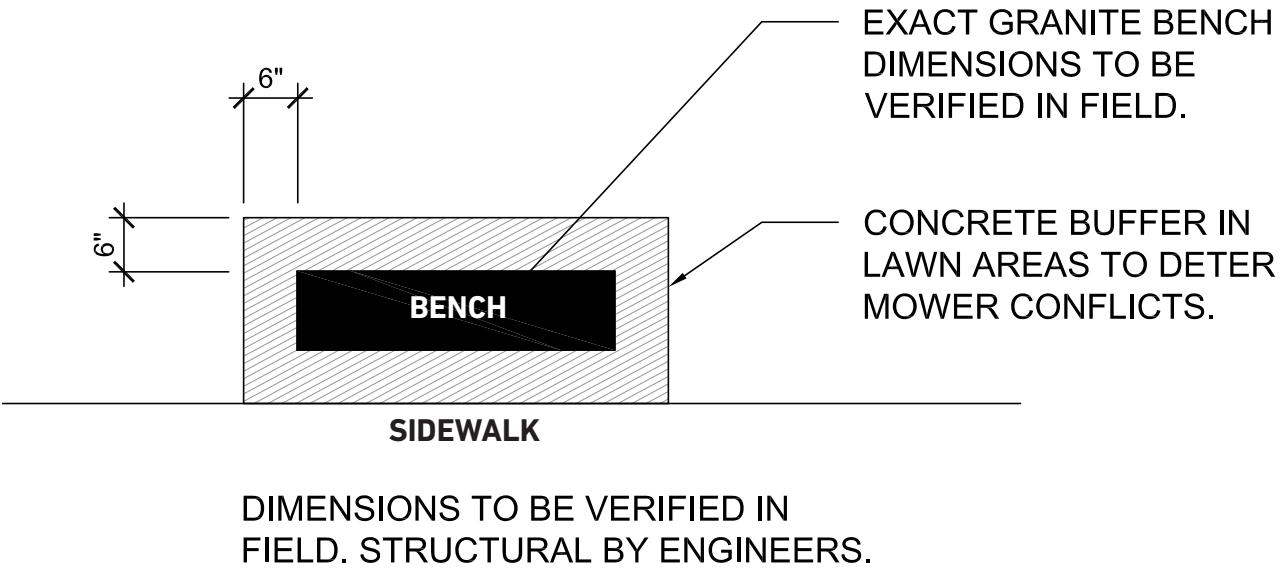 EXACT GRANITE BENCH
DIMENSIONS TO BE
VERIFIED IN FIELD.
6"
6"
CONCRETE BUFFER IN
LAWN AREAS TO DETER
MOWER CONFLICTS.
BENCH
SIDEWALK
DIMENSIONS TO BE VERIFIED IN
FIELD. STRUCTURAL BY ENGINEERS.